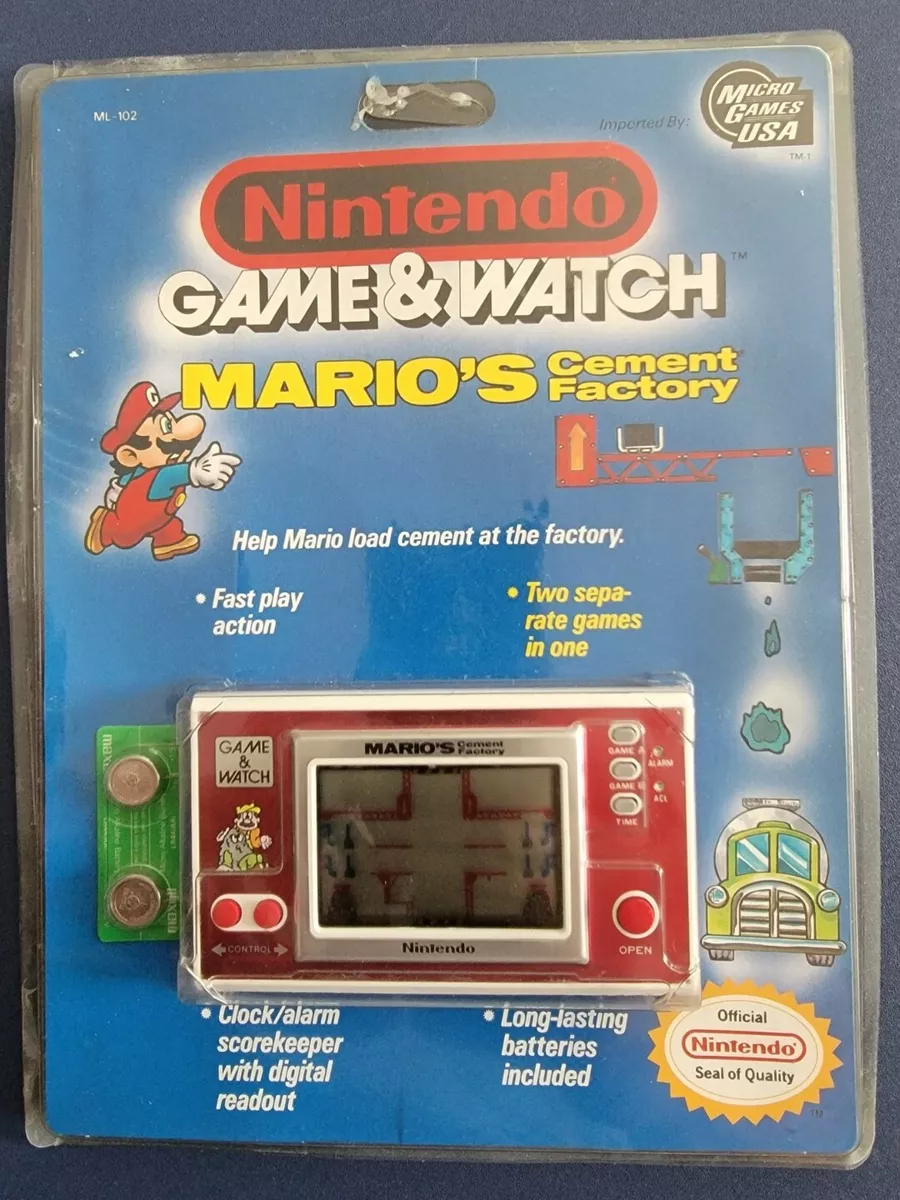 ML-102
Imported By:
MICRO
GAMES
USA
TM-1
Nintendo
GAME & WATCH™
MARIO'S Cement
Factory
Help Mario load cement at the factory.
• Fast play
action
• Two sepa-
rate games
in one
GAME
&
WATCH
MARIO'S Cement
Factory
GAME A
ALARM
GAME B
ACL
TIME
maxell
maxell
CONTROL
Nintendo
OPEN
• Clock/alarm
scorekeeper
with digital
readout
• Long-lasting
batteries
included
Official
Nintendo®
Seal of Quality
TM